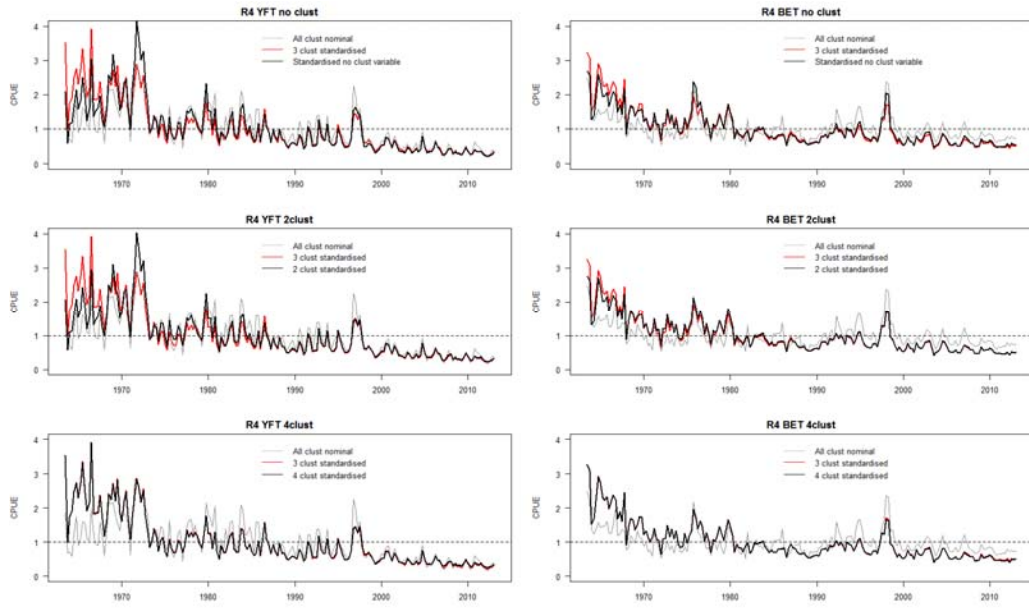 R4 YFT no clust
All clust nominal
3 clust standardised
Standardised no clust variable
CPUE
4
3
2
1
0
1970 1980 1990 2000 2010
R4 BET no clust
All clust nominal
3 clust standardised
Standardised no clust variable
CPUE
4
3
2
1
0
1970 1980 1990 2000 2010
R4 YFT 2clust
All clust nominal
3 clust standardised
2 clust standardised
CPUE
4
3
2
1
0
1970 1980 1990 2000 2010
R4 BET 2clust
All clust nominal
3 clust standardised
2 clust standardised
CPUE
4
3
2
1
0
1970 1980 1990 2000 2010
R4 YFT 4clust
All clust nominal
3 clust standardised
4 clust standardised
CPUE
4
3
2
1
0
1970 1980 1990 2000 2010
R4 BET 4clust
All clust nominal
3 clust standardised
4 clust standardised
CPUE
4
3
2
1
0
1970 1980 1990 2000 2010